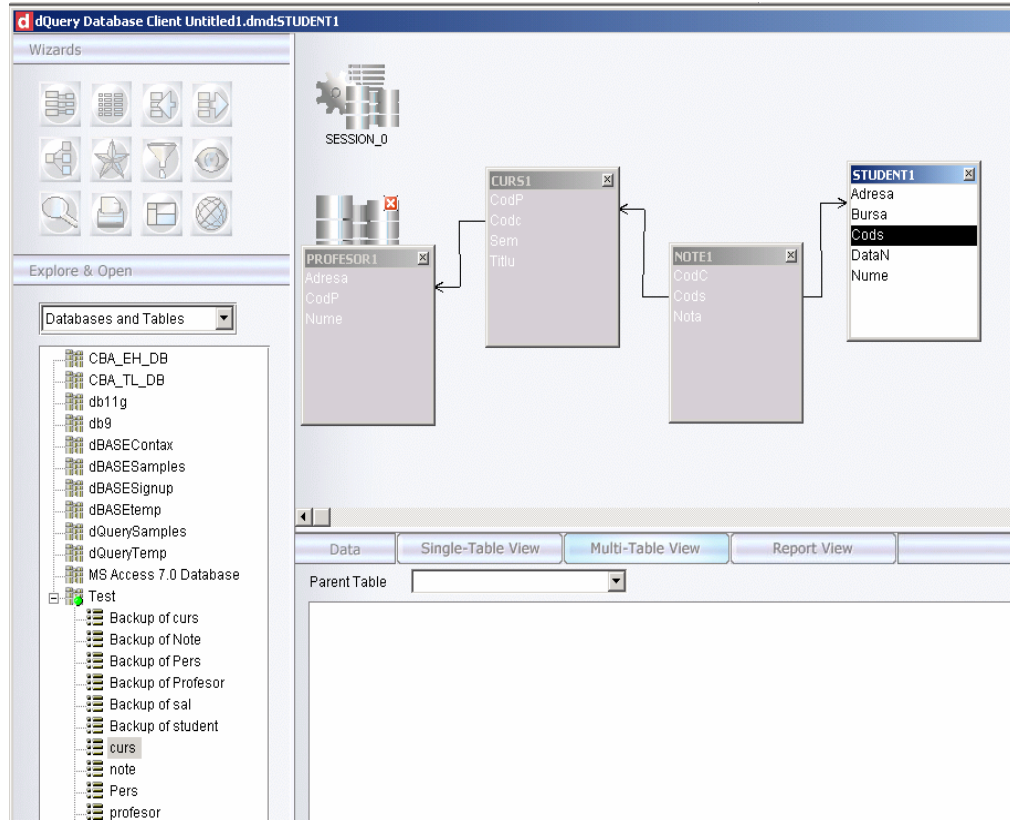 d dQuery Database Client Untitled1.dmd:STUDENT1
Wizards
Explore & Open
Databases and Tables
CBA_EH_DB
CBA_TL_DB
db11g
db9
dBASEContax
dBASESamples
dBASESignup
dBASEtemp
dQuerySamples
dQueryTemp
MS Access 7.0 Database
Test
Backup of curs
Backup of Note
Backup of Pers
Backup of Profesor
Backup of sal
Backup of student
curs
note
Pers
profesor
SESSION_0
PROFESOR1
Adresa
CodP
Nume
CURS1
CodP
Codc
Sem
Titlu
NOTE1
CodC
Cods
Nota
STUDENT1
Adresa
Bursa
Cods
DataN
Nume
Data
Single-Table View
Multi-Table View
Report View
Parent Table